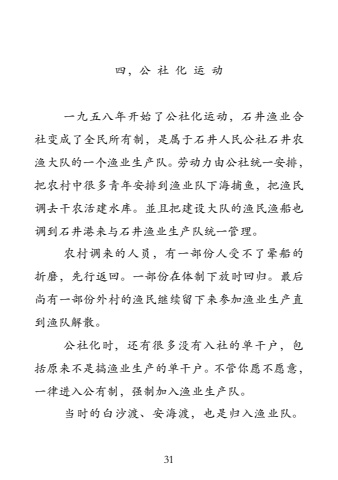 四，公社化运动
一九五八年开始了公社化运动，石井渔业合
社变成了全民所有制，是属于石井人民公社石井农
渔大队的一个渔业生产队。劳动力由公社统一安排，
把农村中很多青年安排到渔业队下海捕鱼，把渔民
调去干农活建水库。並且把建设大队的渔民渔船也
调到石井港来与石井渔业生产队统一管理。
农村调来的人员，有一部份人受不了晕船的
折磨，先行返回。一部份在体制下放时回归。最后
尚有一部份外村的渔民继续留下来参加渔业生产直
到渔队解散。
公社化时，还有很多没有入社的单干户，包
括原来不是搞渔业生产的单干户。不管你愿不愿意，
一律进入公有制，强制加入渔业生产队。
当时的白沙渡、安海渡，也是归入渔业队。
31